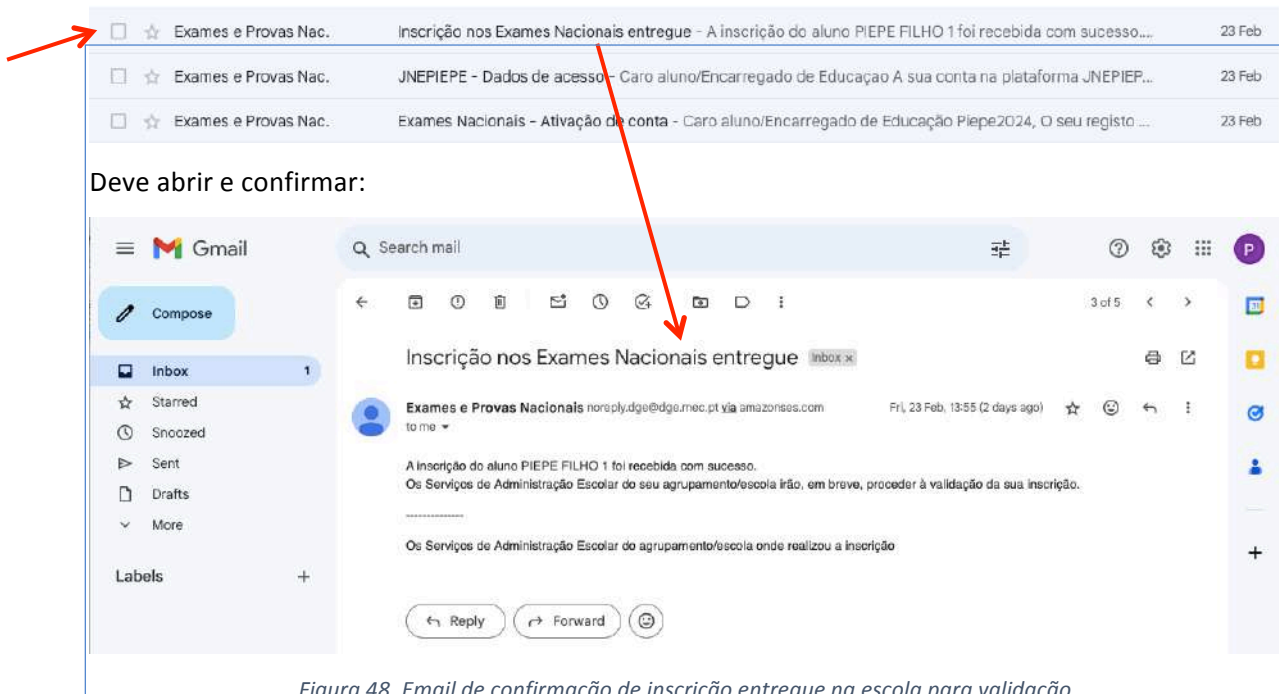 Exames e Provas Nac. Inscrição nos Exames Nacionais entregue - A inscrição do aluno PIEPE FILHO 1 foi recebida com sucesso.... 23 Feb
Exames e Provas Nac. JNEPIEPE - Dados de acesso - Caro aluno/Encarregado de Educaçao A sua conta na plataforma JNEPIEP... 23 Feb
Exames e Provas Nac. Exames Nacionais - Ativação de conta - Caro aluno/Encarregado de Educação Piepe2024, O seu registo ... 23 Feb
Deve abrir e confirmar:
Gmail Search mail P
Compose 3 of 5
Inscrição nos Exames Nacionais entregue Inbox x
Inbox 1
Starred
Snoozed
Sent
Drafts
More
Labels +
Exames e Provas Nacionais noreply.dge@dge.mec.pt via amazonses.com Fri, 23 Feb, 13:55 (2 days ago)
to me
A inscrição do aluno PIEPE FILHO 1 foi recebida com sucesso.
Os Serviços de Administração Escolar do seu agrupamento/escola irão, em breve, proceder à validação da sua inscrição.
--------------
Os Serviços de Administração Escolar do agrupamento/escola onde realizou a inscrição
Reply Forward
Figura 48. Email de confirmação de inscrição entregue na escola para validação